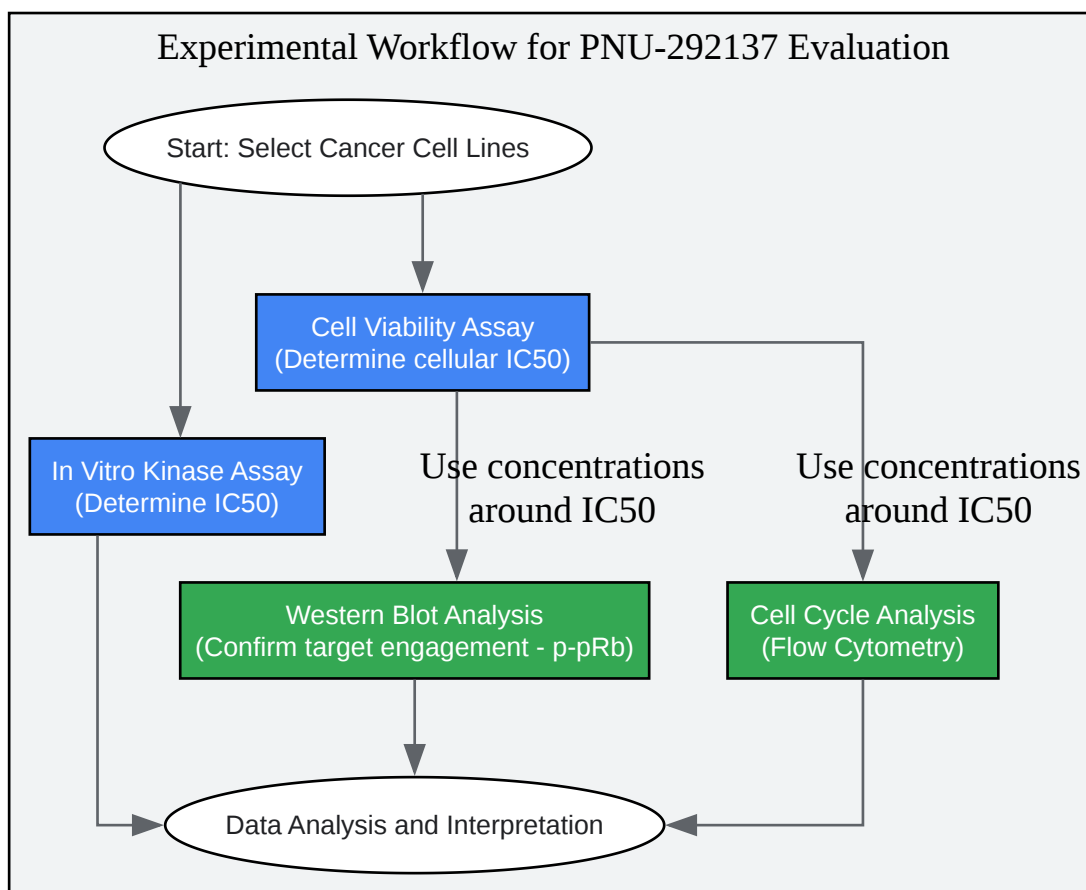 Experimental Workflow for PNU-292137 Evaluation
Start: Select Cancer Cell Lines
Cell Viability Assay
(Determine cellular IC50)
In Vitro Kinase Assay
(Determine IC50)
Use concentrations
around IC50
Use concentrations
around IC50
Western Blot Analysis
(Confirm target engagement - p-pRb)
Cell Cycle Analysis
(Flow Cytometry)
Data Analysis and Interpretation